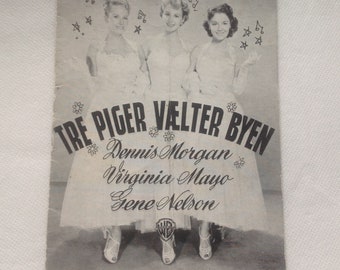 TRE PIGER VÆLTER BYEN
Dennis Morgan
Virginia Mayo
Gene Nelson
WB